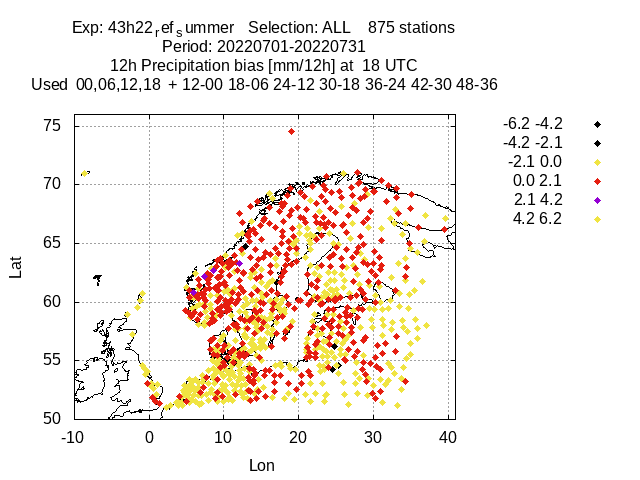 Exp: 43h22ref_summer   Selection: ALL    875 stations
Period: 20220701-20220731
12h Precipitation bias [mm/12h] at  18 UTC
Used  00,06,12,18  + 12-00 18-06 24-12 30-18 36-24 42-30 48-36
-6.2 -4.2
-4.2 -2.1
-2.1 0.0
0.0 2.1
2.1 4.2
4.2 6.2
75
70
65
60
55
50
Lat
-10 0 10 20 30 40
Lon